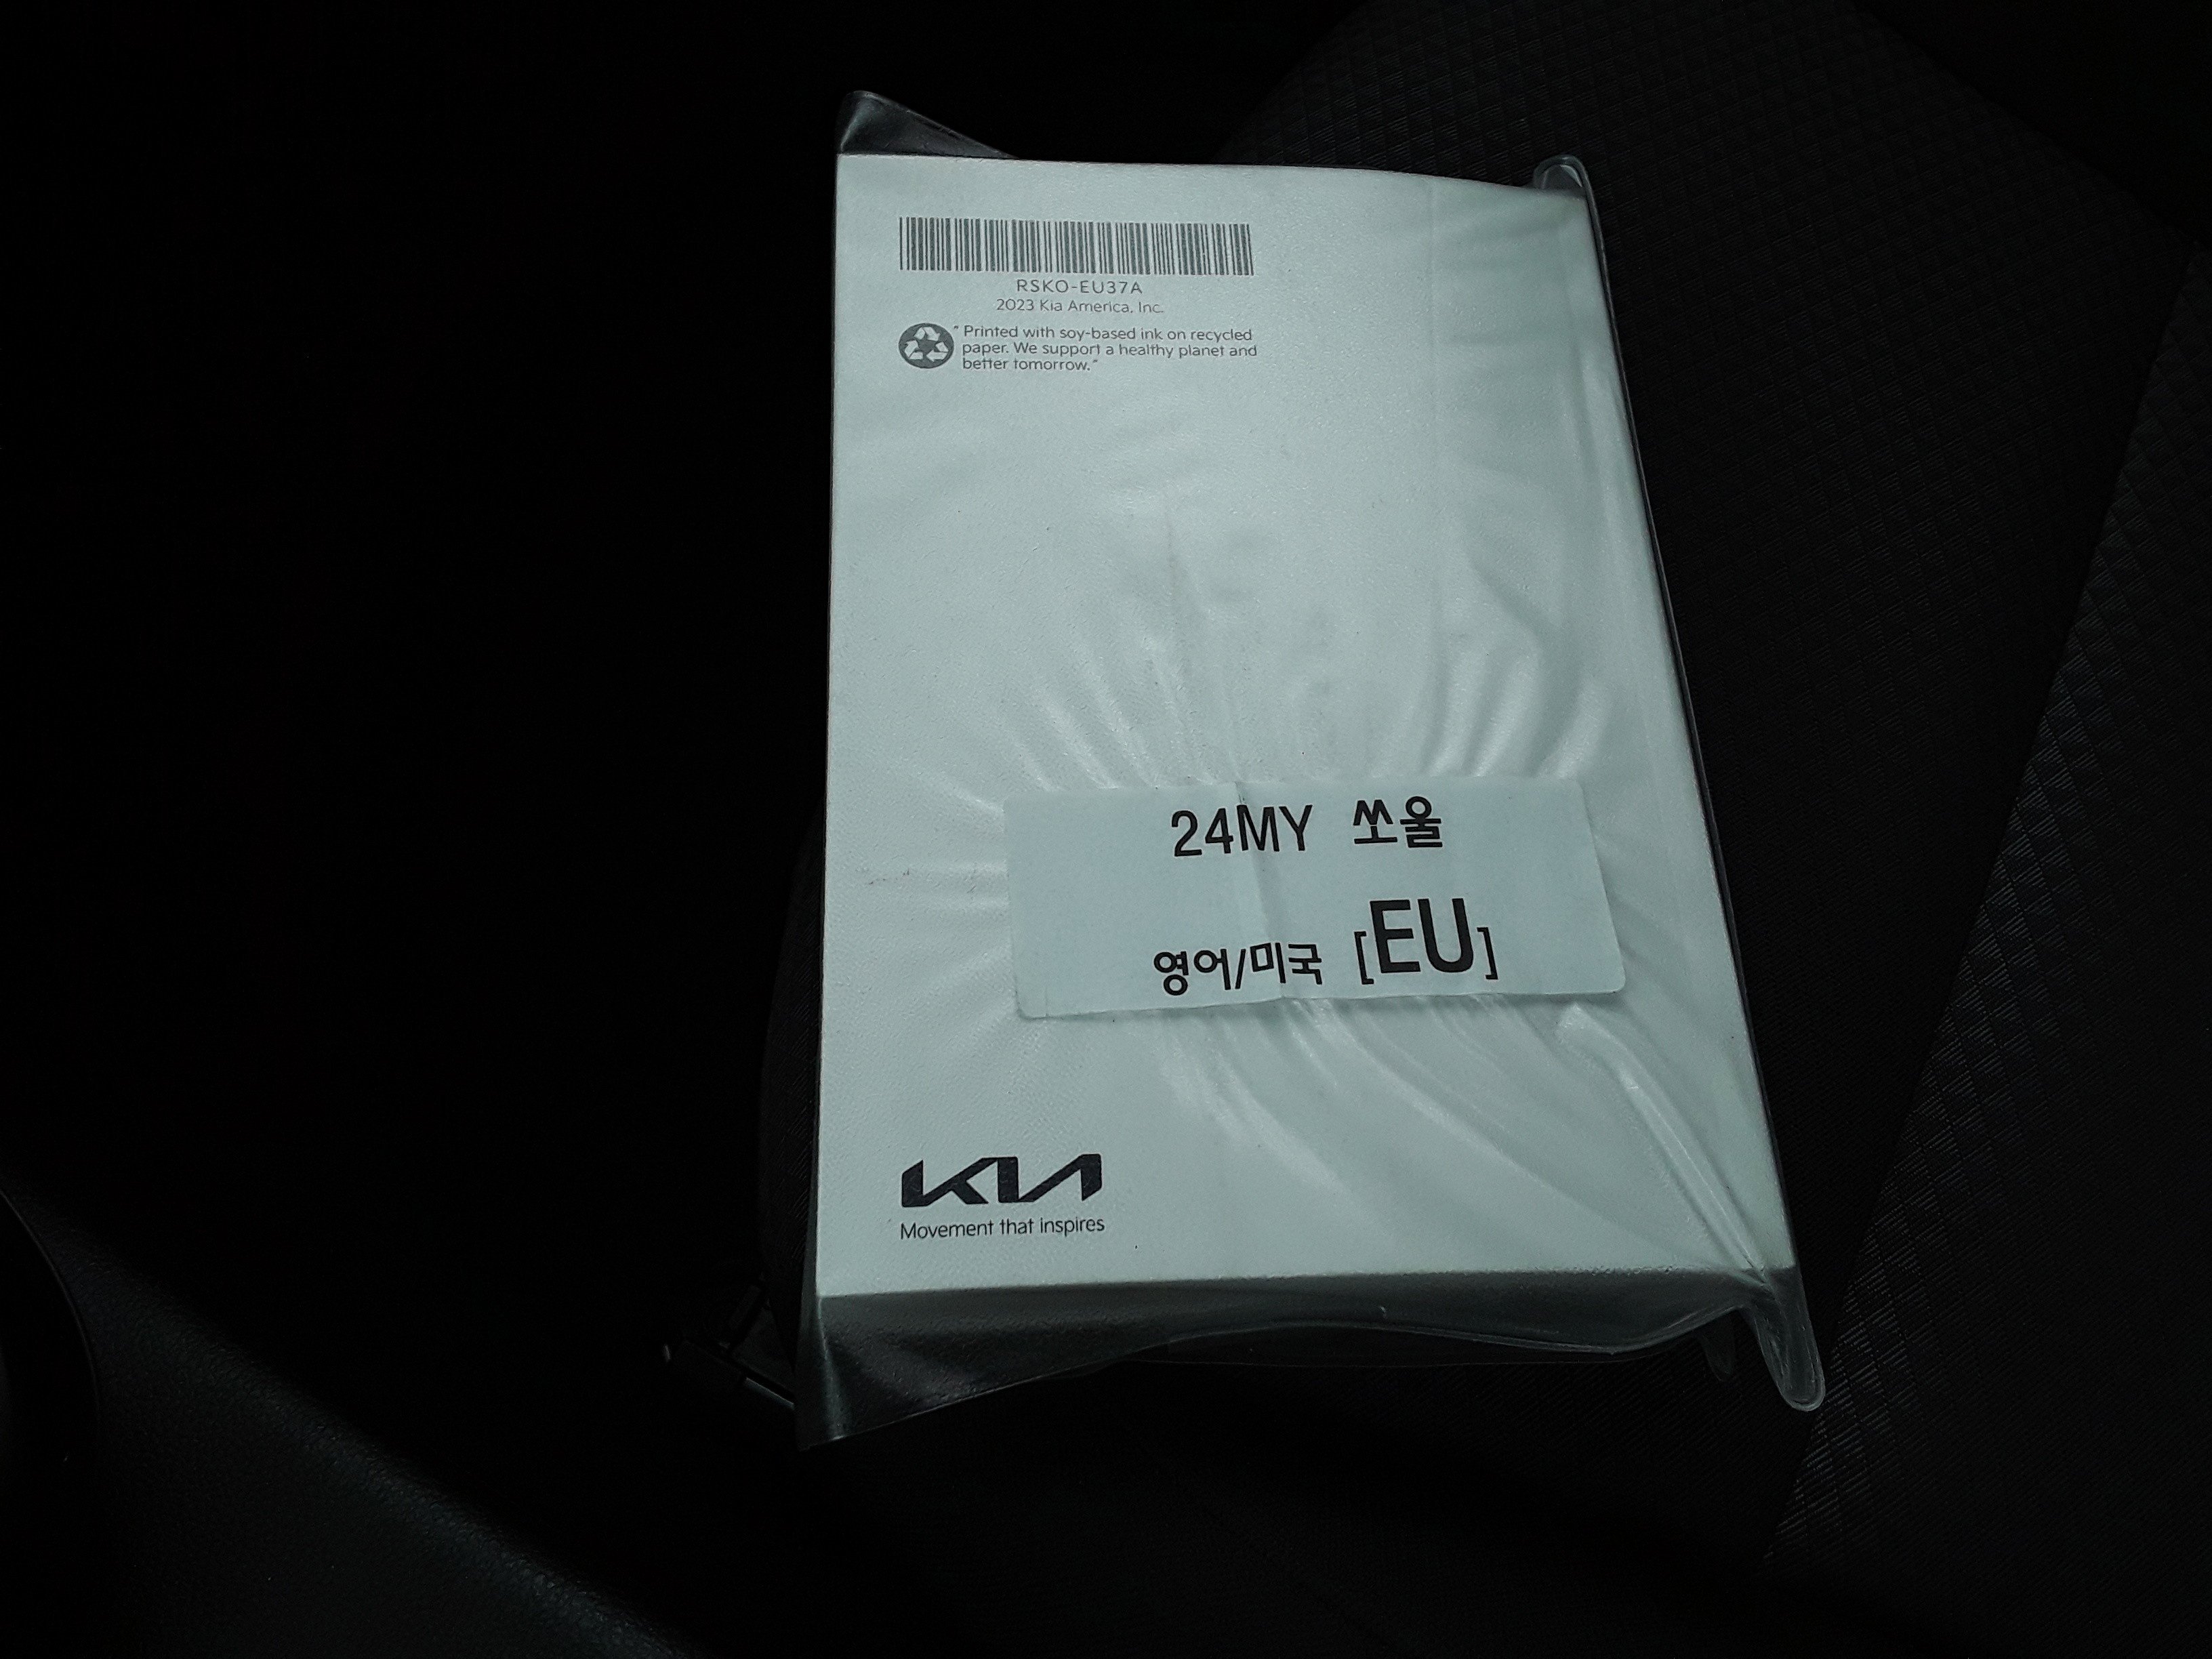 RSKO-EU37A
2023 Kia America, Inc.
" Printed with soy-based ink on recycled
paper. We support a healthy planet and
better tomorrow."
24MY 쏘울
영어/미국 [EU]
KIA
Movement that inspires